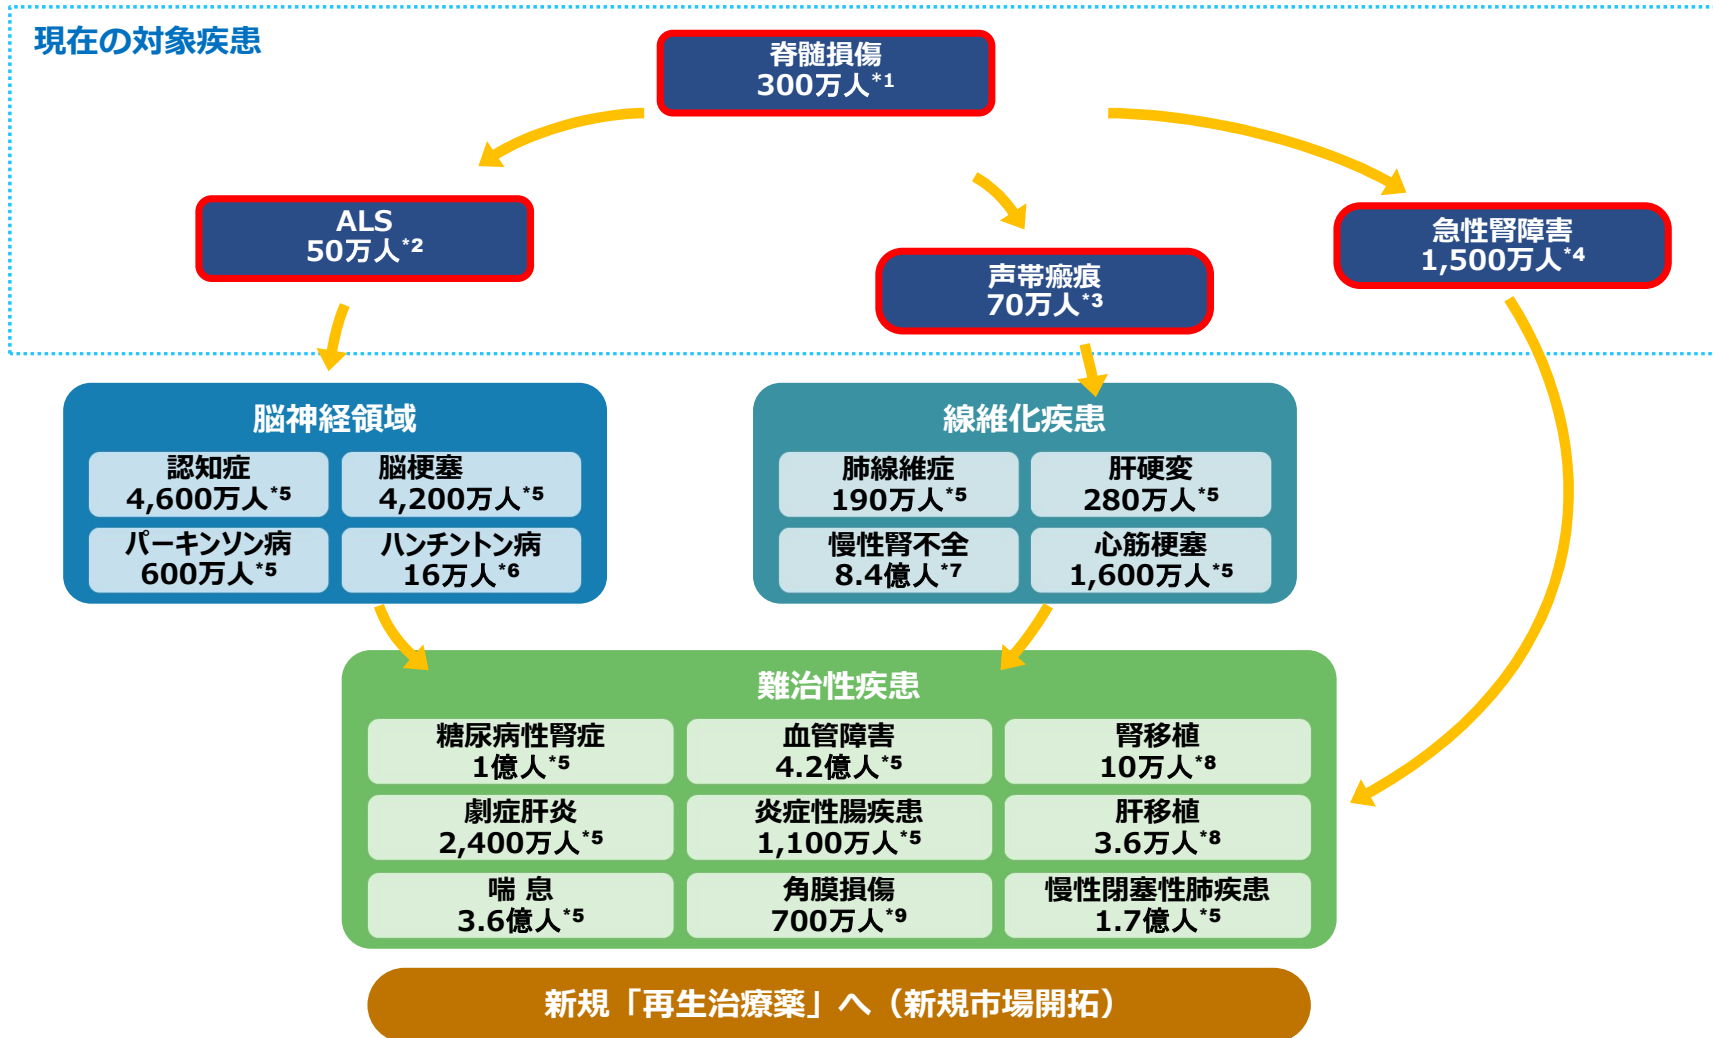 現在の対象疾患
脊髄損傷
300万人*1
ALS
50万人*2
声帯瘢痕
70万人*3
急性腎障害
1,500万人*4
脳神経領域
認知症
4,600万人*5
脳梗塞
4,200万人*5
パーキンソン病
600万人*5
ハンチントン病
16万人*6
線維化疾患
肺線維症
190万人*5
肝硬変
280万人*5
慢性腎不全
8.4億人*7
心筋梗塞
1,600万人*5
難治性疾患
糖尿病性腎症
1億人*5
血管障害
4.2億人*5
腎移植
10万人*8
劇症肝炎
2,400万人*5
炎症性腸疾患
1,100万人*5
肝移植
3.6万人*8
喘 息
3.6億人*5
角膜損傷
700万人*9
慢性閉塞性肺疾患
1.7億人*5
新規「再生治療薬」へ（新規市場開拓）